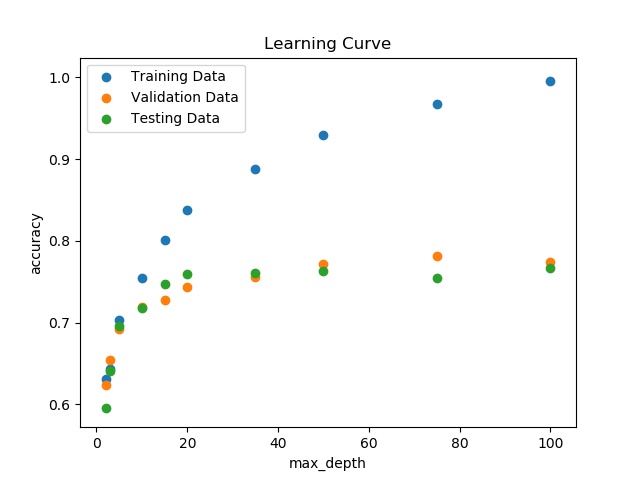 Learning Curve
Training Data
Validation Data
Testing Data
1.0
0.9
0.8
0.7
0.6
accuracy
0 20 40 60 80 100
max_depth